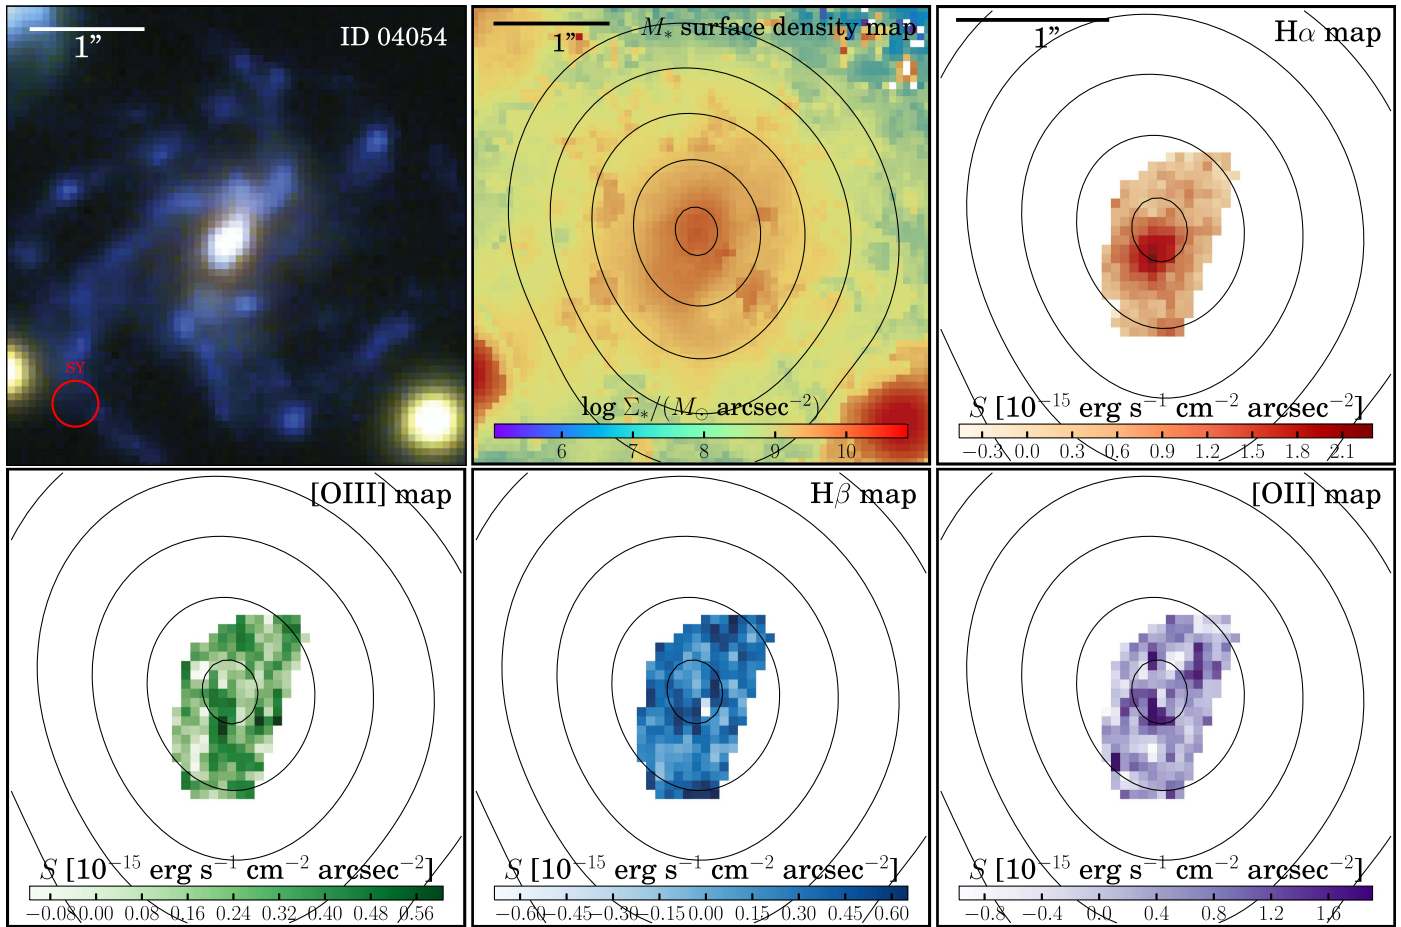 ID 04054
1”
SY
M* surface density map
1”
log Σ*/(M⊙ arcsec−2)
6 7 8 9 10
Hα map
1”
S [10−15 erg s−1 cm−2 arcsec−2]
−0.3 0.0 0.3 0.6 0.9 1.2 1.5 1.8 2.1
[OIII] map
S [10−15 erg s−1 cm−2 arcsec−2]
−0.08 0.00 0.08 0.16 0.24 0.32 0.40 0.48 0.56
Hβ map
S [10−15 erg s−1 cm−2 arcsec−2]
−0.60 −0.45 −0.30 −0.15 0.00 0.15 0.30 0.45 0.60
[OII] map
S [10−15 erg s−1 cm−2 arcsec−2]
−0.8 −0.4 0.0 0.4 0.8 1.2 1.6